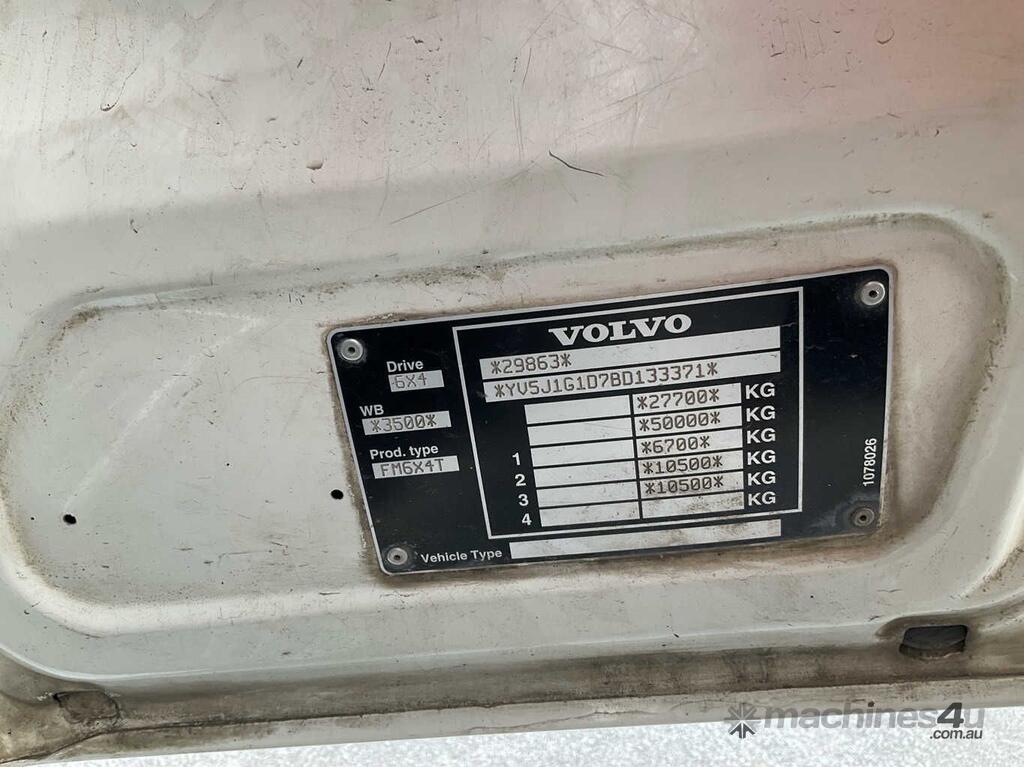 VOLVO
Drive
6X4
*29863*
*YV5J1G1D7BD133371*
WB
*3500*
*27700* KG
*50000* KG
Prod. type
FM6X4T
1 *6700* KG
2 *10500* KG
3 *10500* KG
4
Vehicle Type
1078026
machines4u
.com.au